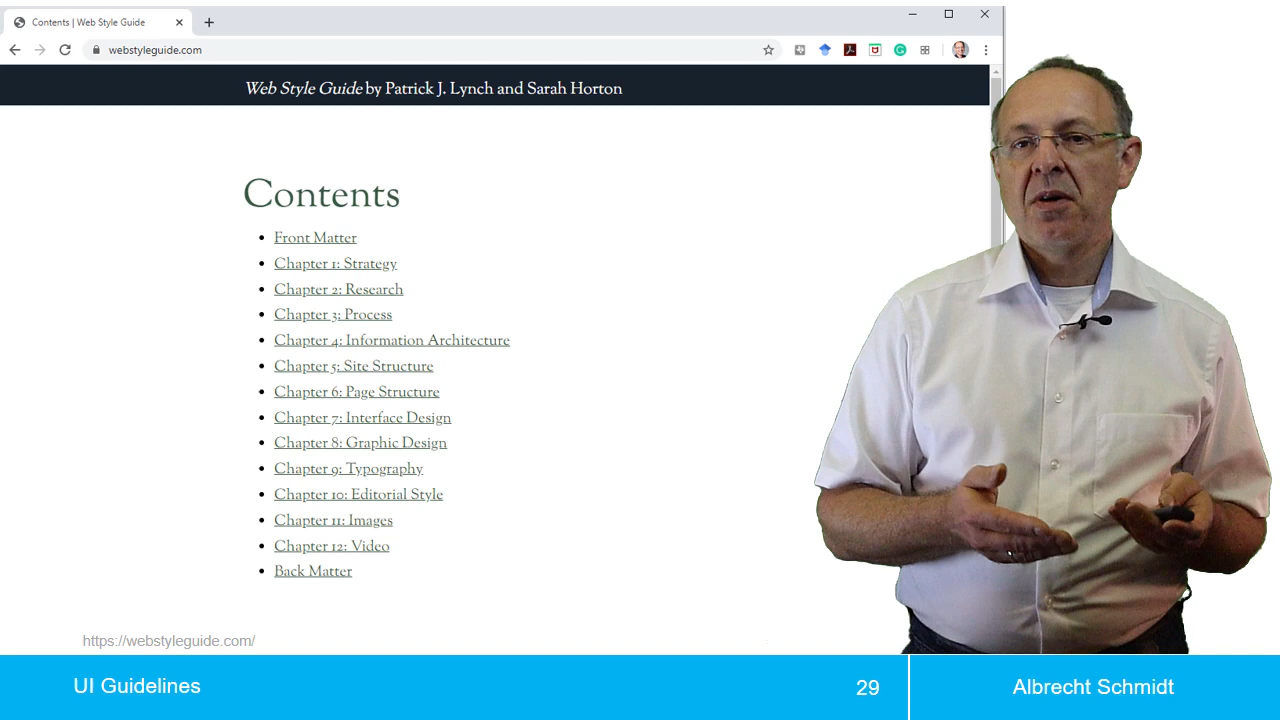 Contents | Web Style Guide
webstyleguide.com
Web Style Guide by Patrick J. Lynch and Sarah Horton
Contents
Front Matter
Chapter 1: Strategy
Chapter 2: Research
Chapter 3: Process
Chapter 4: Information Architecture
Chapter 5: Site Structure
Chapter 6: Page Structure
Chapter 7: Interface Design
Chapter 8: Graphic Design
Chapter 9: Typography
Chapter 10: Editorial Style
Chapter 11: Images
Chapter 12: Video
Back Matter
https://webstyleguide.com/
UI Guidelines
29
Albrecht Schmidt